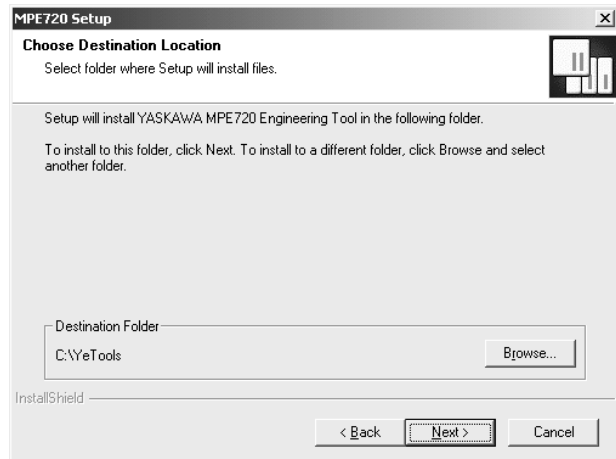 MPE720 Setup
Choose Destination Location
Select folder where Setup will install files.
Setup will install YASKAWA MPE720 Engineering Tool in the following folder.
To install to this folder, click Next. To install to a different folder, click Browse and select
another folder.
Destination Folder
C:\YeTools
Browse...
InstallShield
< Back
Next >
Cancel